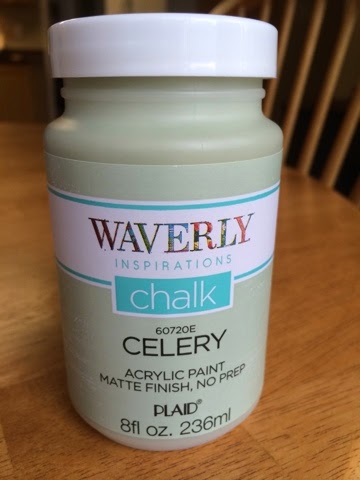 WAVERLY
INSPIRATIONS
chalk
60720E
CELERY
ACRYLIC PAINT
MATTE FINISH, NO PREP
PLAID®
8fl oz. 236ml